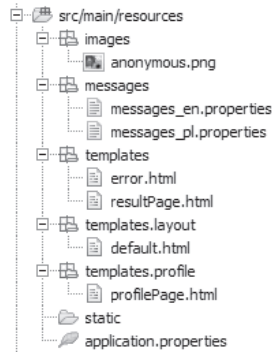 src/main/resources
images
anonymous.png
messages
messages_en.properties
messages_pl.properties
templates
error.html
resultPage.html
templates.layout
default.html
templates.profile
profilePage.html
static
application.properties